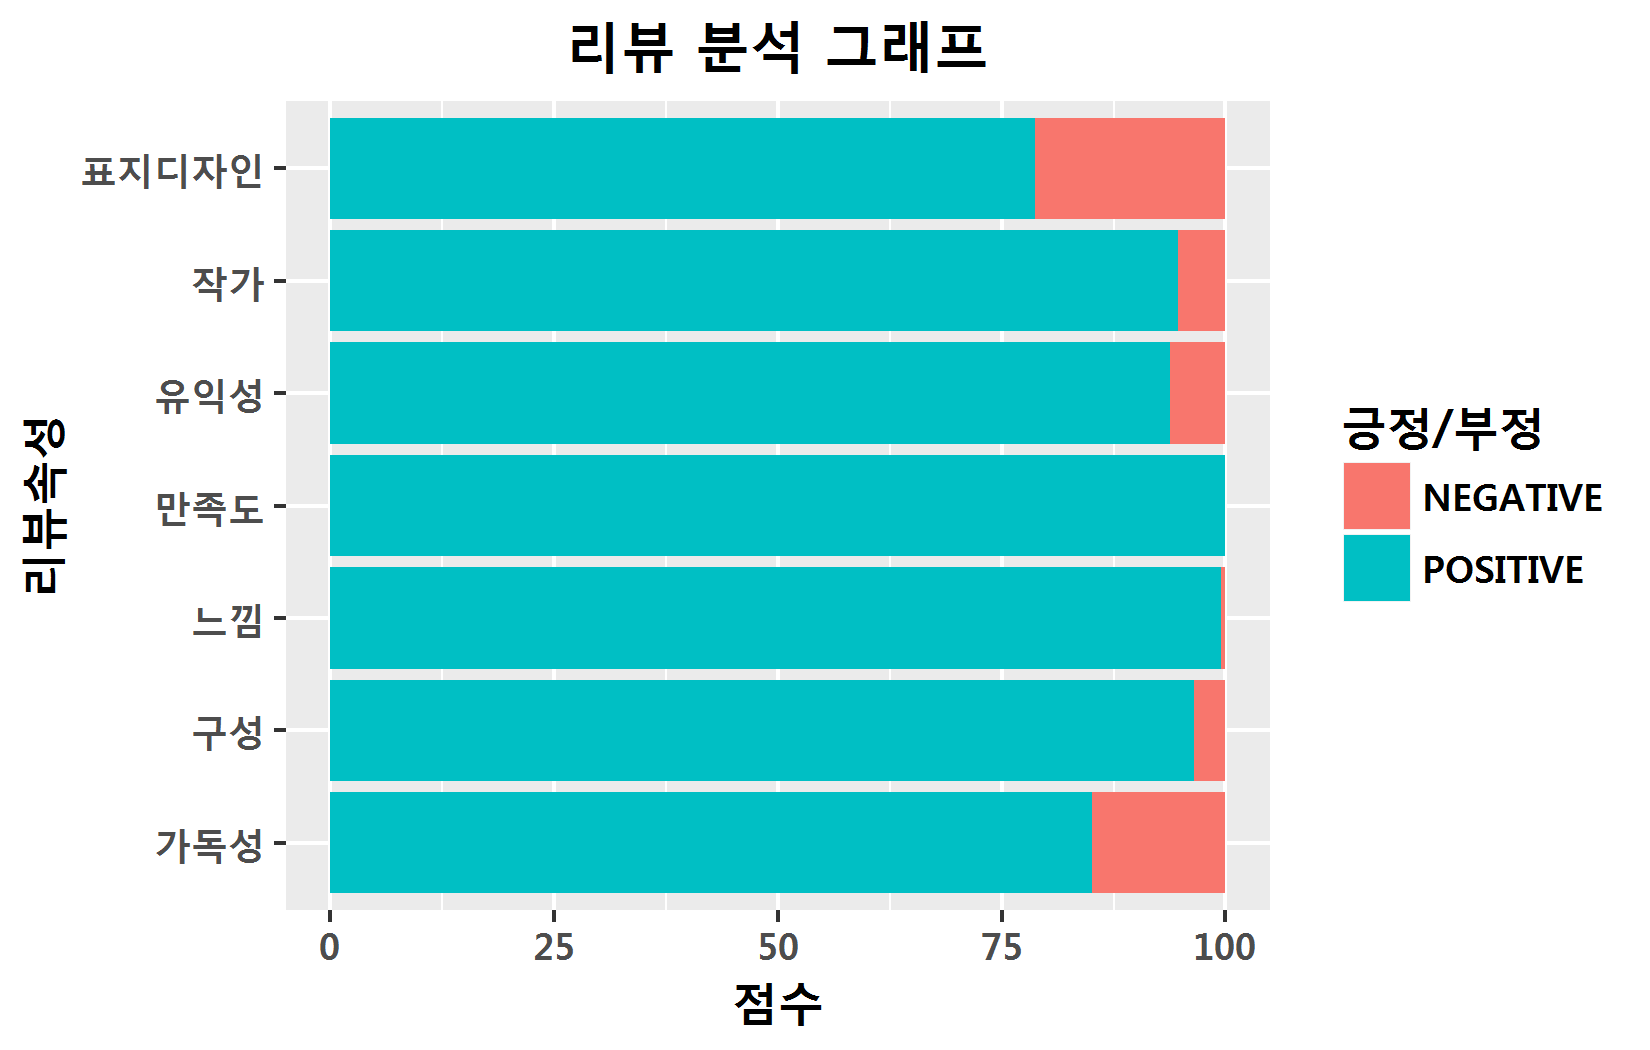 리뷰 분석 그래프
리뷰속성
표지디자인
작가
유익성
만족도
느낌
구성
가독성
0 25 50 75 100
점수
긍정/부정
NEGATIVE
POSITIVE